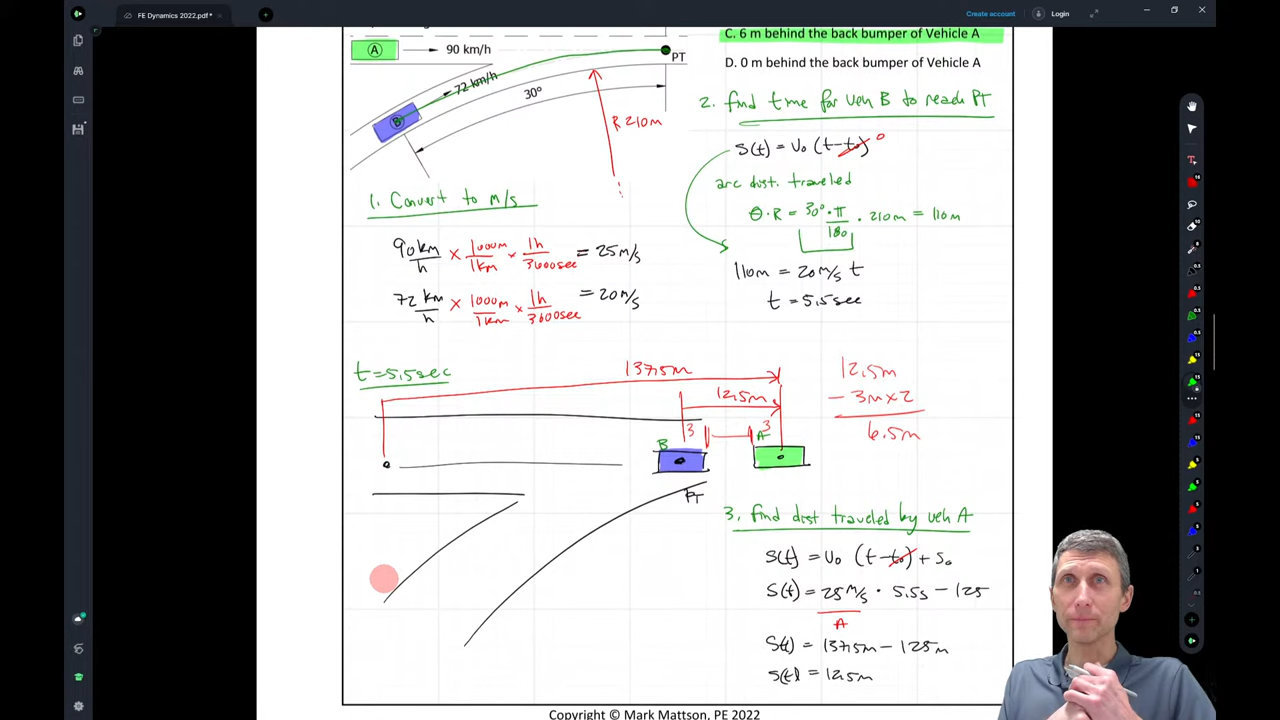 FE Dynamics 2022.pdf*
Create account
Login
A
90 km/h
PT
72 km/h
B
30°
R 210m
C. 6 m behind the back bumper of Vehicle A
D. 0 m behind the back bumper of Vehicle A
2. find time for veh B to reach PT
S(t) = V₀ (t-t₀) 0
arc dist. traveled
θ·R = 30°·π/180 · 210m = 110m
110m = 20m/s t
t = 5.5sec
1. Convert to m/s
90km/h × 1000m/1km × 1h/3600sec = 25m/s
72 km/h × 1000m/1km × 1h/3600sec = 20m/s
t=5.5sec
137.5m
12.5m
3
3
B
A
PT
12.5m
- 3m x 2
6.5m
3. find dist traveled by veh A
S(t) = V₀ (t-t₀) + S₀
S(t) = 25m/s · 5.5s - 125
A
S(t) = 137.5m - 125m
S(t) = 12.5m
Copyright © Mark Mattson, PE 2022